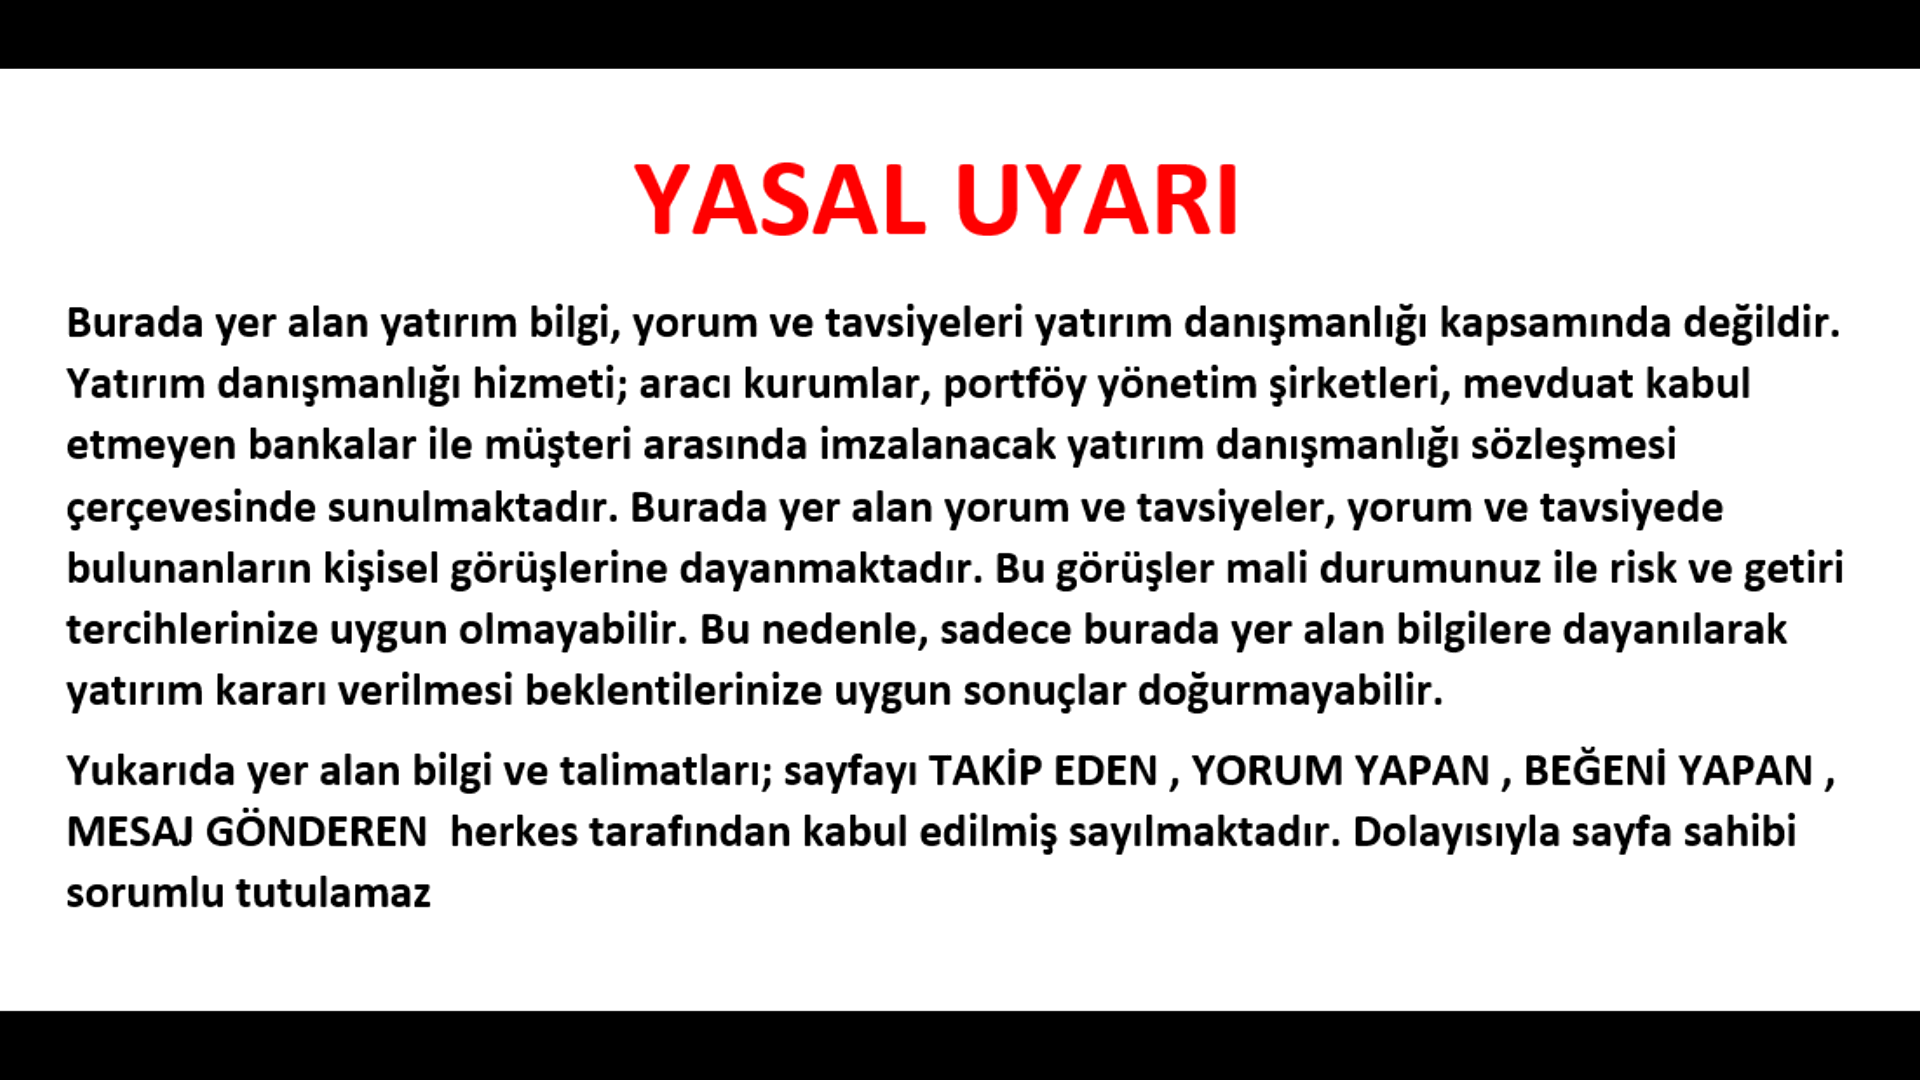 YASAL UYARI
Burada yer alan yatırım bilgi, yorum ve tavsiyeleri yatırım danışmanlığı kapsamında değildir.
Yatırım danışmanlığı hizmeti; aracı kurumlar, portföy yönetim şirketleri, mevduat kabul
etmeyen bankalar ile müşteri arasında imzalanacak yatırım danışmanlığı sözleşmesi
çerçevesinde sunulmaktadır. Burada yer alan yorum ve tavsiyeler, yorum ve tavsiyede
bulunanların kişisel görüşlerine dayanmaktadır. Bu görüşler mali durumunuz ile risk ve getiri
tercihlerinize uygun olmayabilir. Bu nedenle, sadece burada yer alan bilgilere dayanılarak
yatırım kararı verilmesi beklentilerinize uygun sonuçlar doğurmayabilir.
Yukarıda yer alan bilgi ve talimatları; sayfayı TAKİP EDEN , YORUM YAPAN , BEĞENİ YAPAN ,
MESAJ GÖNDEREN  herkes tarafından kabul edilmiş sayılmaktadır. Dolayısıyla sayfa sahibi
sorumlu tutulamaz